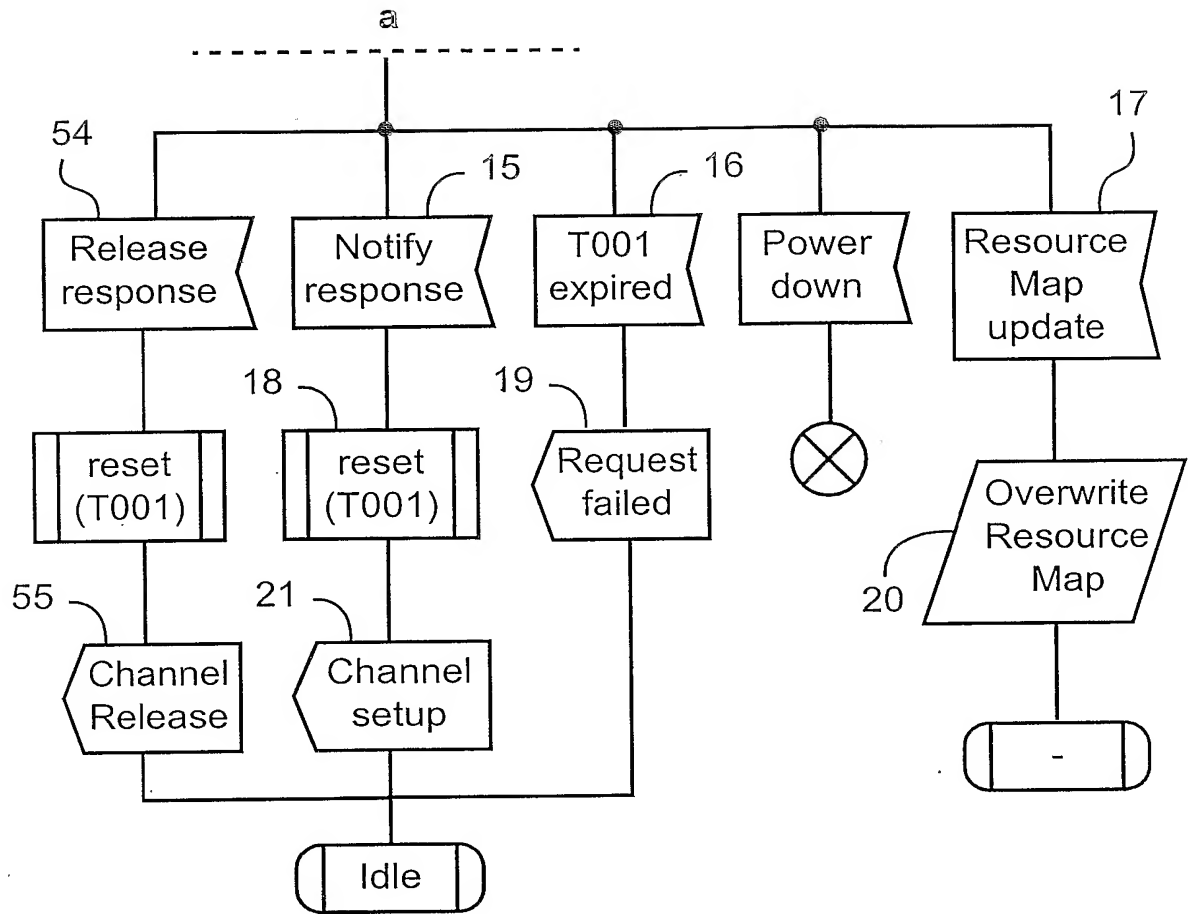 a
54
15
16
17
Release
response
Notify
response
T001
expired
Power
down
Resource
Map
update
18
19
reset
(T001)
reset
(T001)
Request
failed
Overwrite
Resource
Map
20
55
21
Channel
Release
Channel
setup
-
Idle